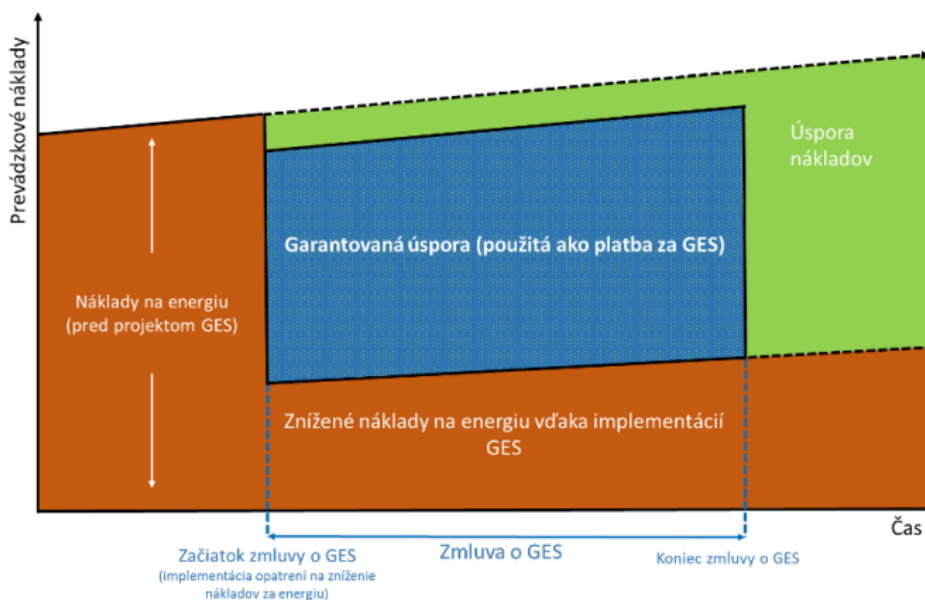 Prevádzkové náklady
Úspora
nákladov
Garantovaná úspora (použitá ako platba za GES)
Náklady na energiu
(pred projektom GES)
Znížené náklady na energiu vďaka implementácií
GES
Čas
Začiatok zmluvy o GES
(implementácia opatrení na zníženie
nákladov za energiu)
Zmluva o GES
Koniec zmluvy o GES